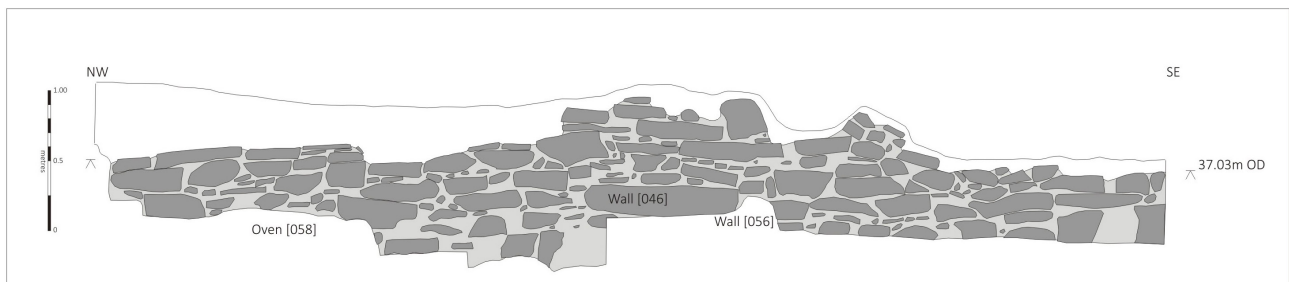 NW
SE
1.00
0.5
0
metres
37.03m OD
Wall [046]
Wall [056]
Oven [058]